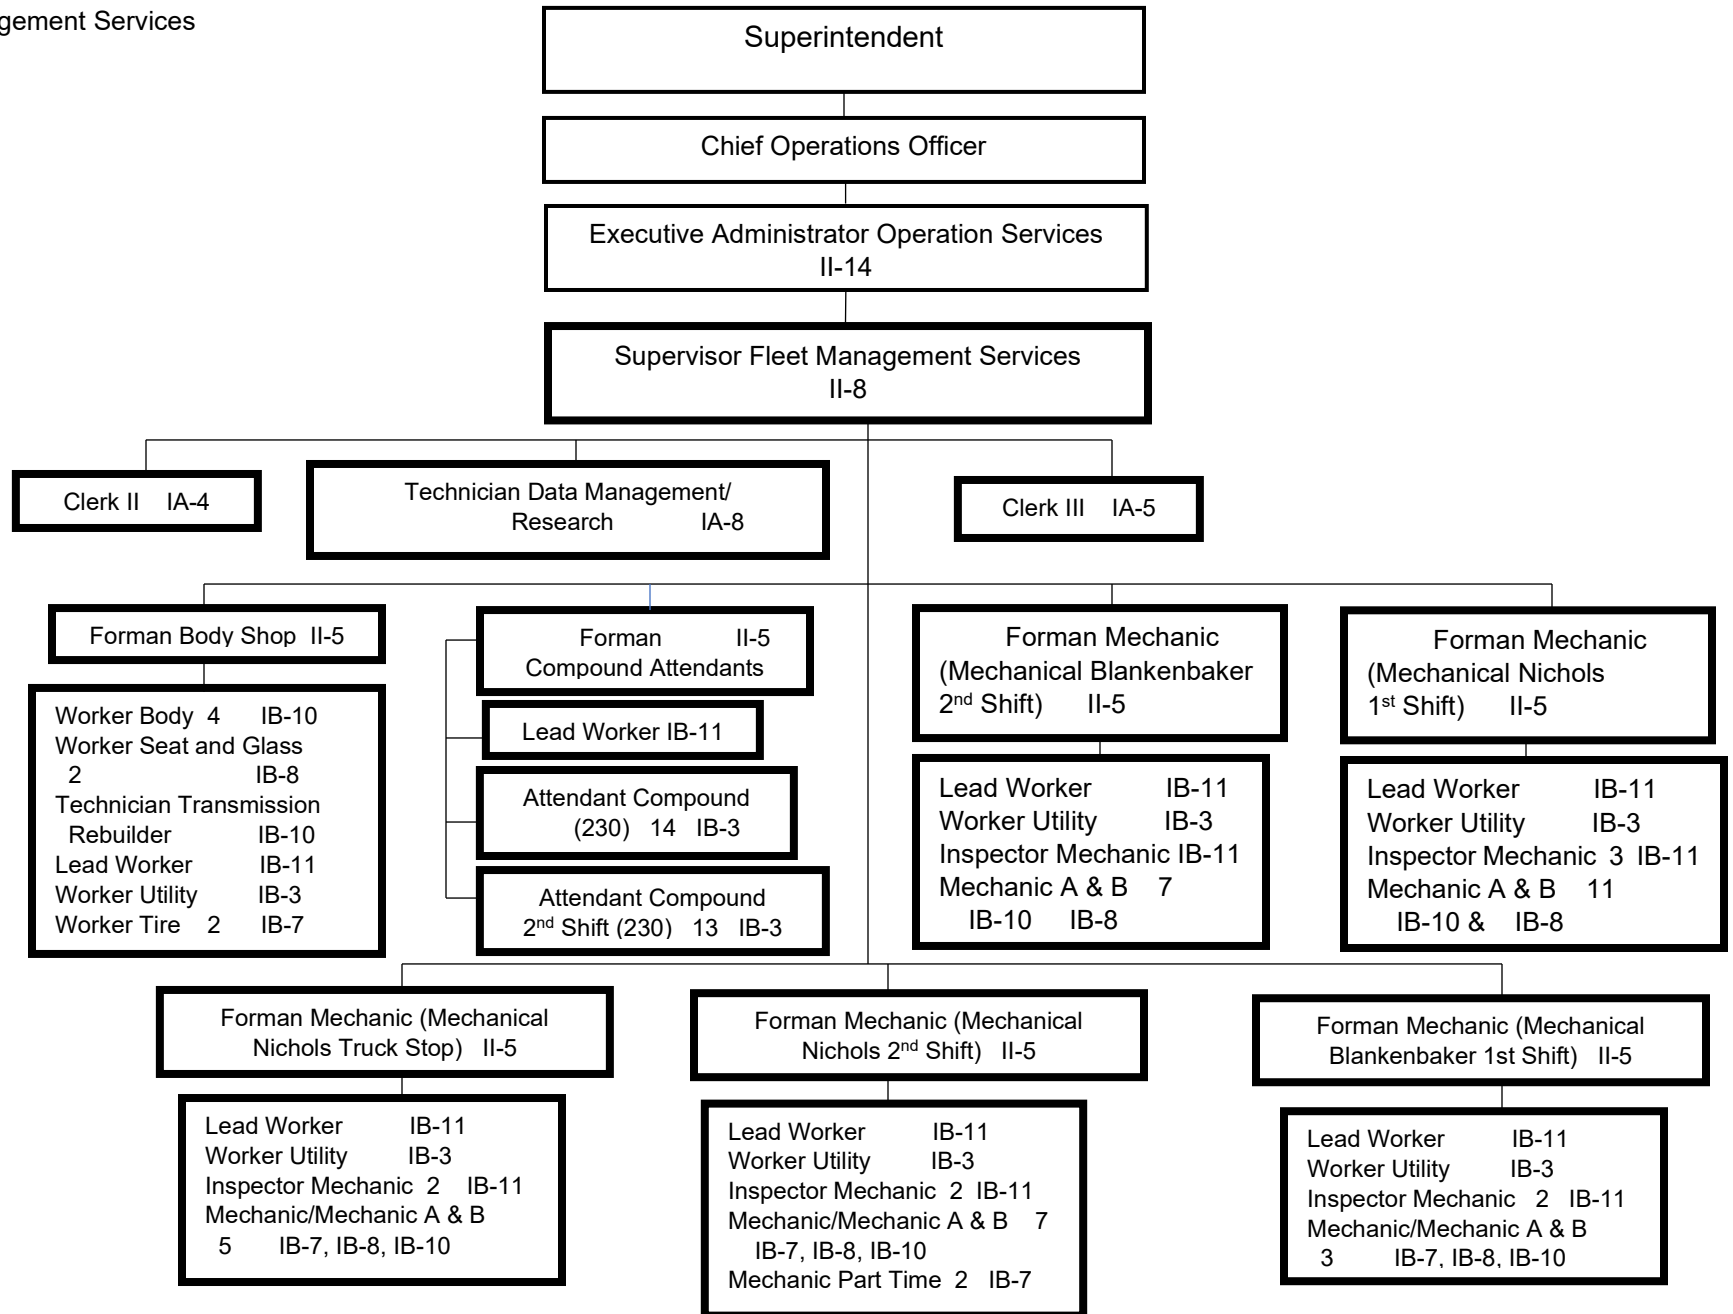 gement Services
Superintendent
Chief Operations Officer
Executive Administrator Operation Services
II-14
Supervisor Fleet Management Services
II-8
Clerk II IA-4
Technician Data Management/
Research IA-8
Clerk III IA-5
Forman Body Shop II-5
Worker Body 4 IB-10
Worker Seat and Glass
2 IB-8
Technician Transmission
Rebuilder IB-10
Lead Worker IB-11
Worker Utility IB-3
Worker Tire 2 IB-7
Forman II-5
Compound Attendants
Lead Worker IB-11
Attendant Compound
(230) 14 IB-3
Attendant Compound
2nd Shift (230) 13 IB-3
Forman Mechanic
(Mechanical Blankenbaker
2nd Shift) II-5
Lead Worker IB-11
Worker Utility IB-3
Inspector Mechanic IB-11
Mechanic A & B 7
IB-10 IB-8
Forman Mechanic
(Mechanical Nichols
1st Shift) II-5
Lead Worker IB-11
Worker Utility IB-3
Inspector Mechanic 3 IB-11
Mechanic A & B 11
IB-10 & IB-8
Forman Mechanic (Mechanical
Nichols Truck Stop) II-5
Lead Worker IB-11
Worker Utility IB-3
Inspector Mechanic 2 IB-11
Mechanic/Mechanic A & B
5 IB-7, IB-8, IB-10
Forman Mechanic (Mechanical
Nichols 2nd Shift) II-5
Lead Worker IB-11
Worker Utility IB-3
Inspector Mechanic 2 IB-11
Mechanic/Mechanic A & B 7
IB-7, IB-8, IB-10
Mechanic Part Time 2 IB-7
Forman Mechanic (Mechanical
Blankenbaker 1st Shift) II-5
Lead Worker IB-11
Worker Utility IB-3
Inspector Mechanic 2 IB-11
Mechanic/Mechanic A & B
3 IB-7, IB-8, IB-10